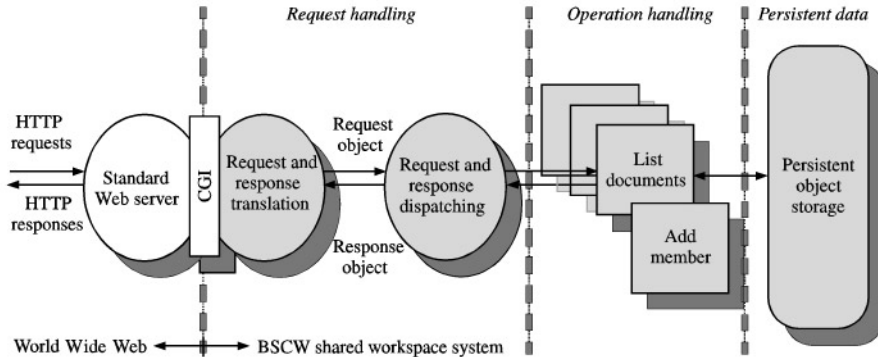 Request handling
Operation handling
Persistent data
HTTP
requests
HTTP
responses
Standard
Web server
CGI
Request and
response
translation
Request
object
Response
object
Request and
response
dispatching
List
documents
Add
member
Persistent
object
storage
World Wide Web
BSCW shared workspace system